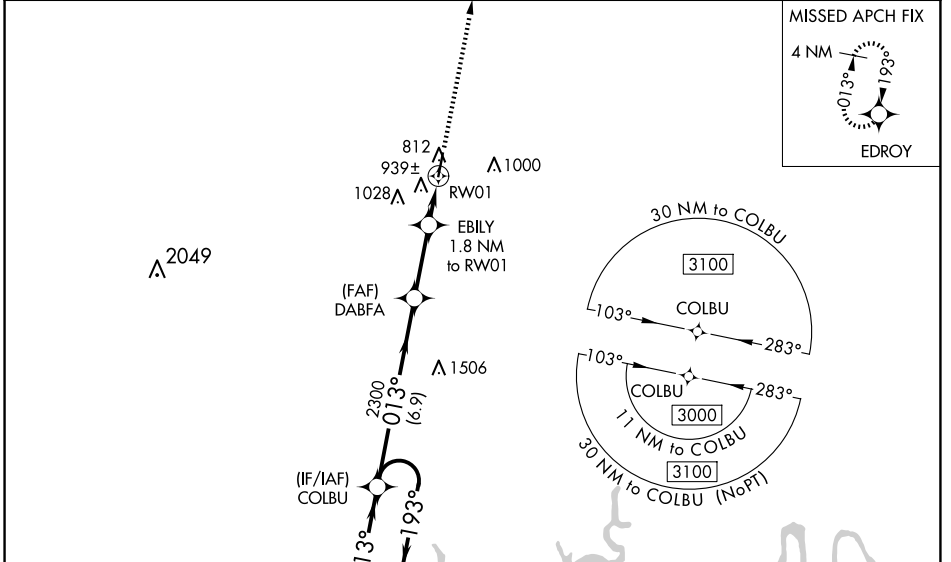 MISSED APCH FIX
4 NM
013°
193°
EDROY
812
939±
1028
1000
RW01
EBILY
1.8 NM
to RW01
2049
(FAF)
DABFA
1506
2300
013°
(6.9)
(IF/IAF)
COLBU
193°
13°
30 NM to COLBU
3100
COLBU
103°
283°
103°
283°
COLBU
3000
11 NM to COLBU
3100
30 NM to COLBU (NoPT)